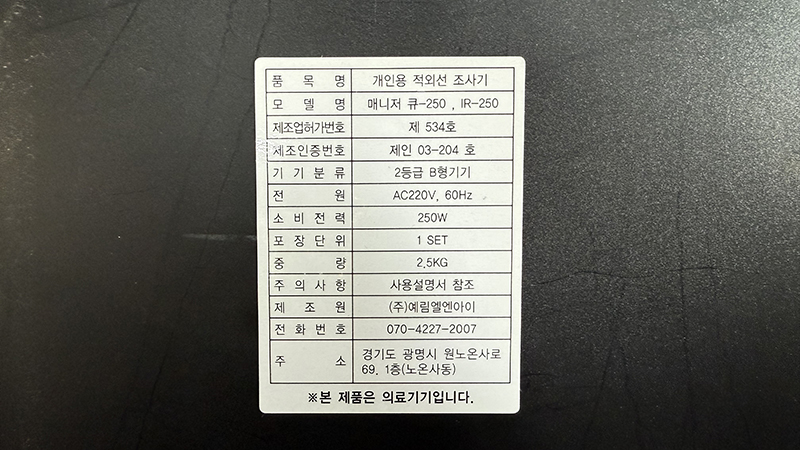 품 목 명 개인용 적외선 조사기
모 델 명 매니저 큐-250 , IR-250
제조업허가번호 제 534호
제조인증번호 제인 03-204 호
기 기 분 류 2등급 B형기기
전 원 AC220V, 60Hz
소 비 전 력 250W
포 장 단 위 1 SET
중 량 2.5KG
주 의 사 항 사용설명서 참조
제 조 원 (주)예림엘엔아이
전 화 번 호 070-4227-2007
주 소 경기도 광명시 원노온사로
69, 1층(노온사동)
※본 제품은 의료기기입니다.